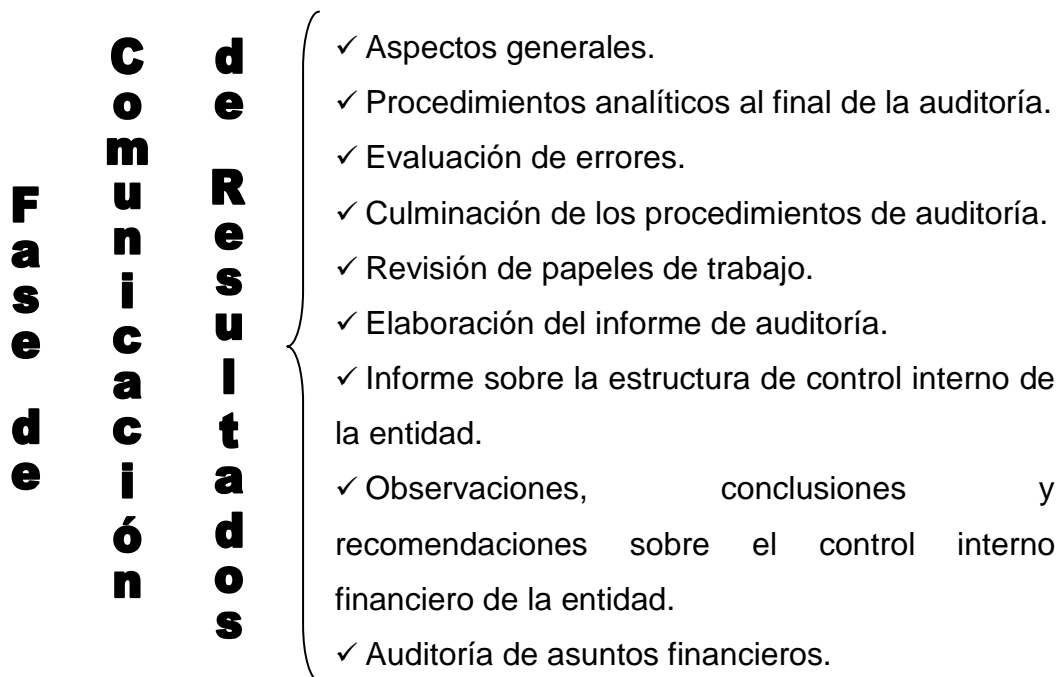 Fase de
Comunicación
de Resultados
✓ Aspectos generales.
✓ Procedimientos analíticos al final de la auditoría.
✓ Evaluación de errores.
✓ Culminación de los procedimientos de auditoría.
✓ Revisión de papeles de trabajo.
✓ Elaboración del informe de auditoría.
✓ Informe sobre la estructura de control interno de
la entidad.
✓ Observaciones, conclusiones y
recomendaciones sobre el control interno
financiero de la entidad.
✓ Auditoría de asuntos financieros.